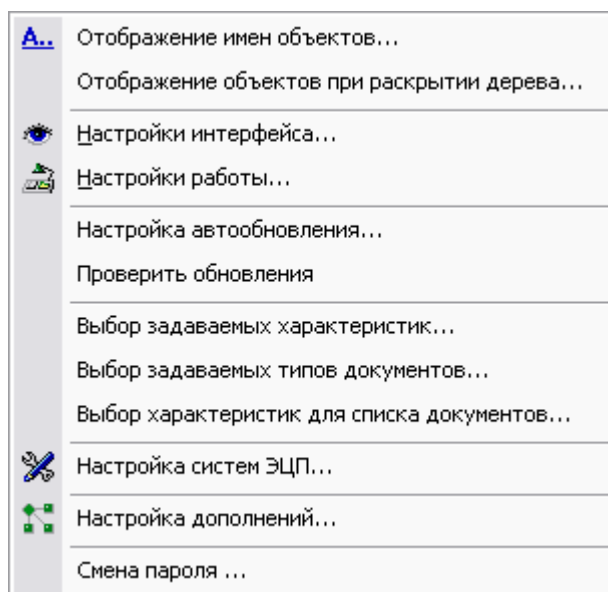 A.. Отображение имен объектов...
Отображение объектов при раскрытии дерева...
Настройки интерфейса...
Настройки работы...
Настройка автообновления...
Проверить обновления
Выбор задаваемых характеристик...
Выбор задаваемых типов документов...
Выбор характеристик для списка документов...
Настройка систем ЭЦП...
Настройка дополнений...
Смена пароля ...